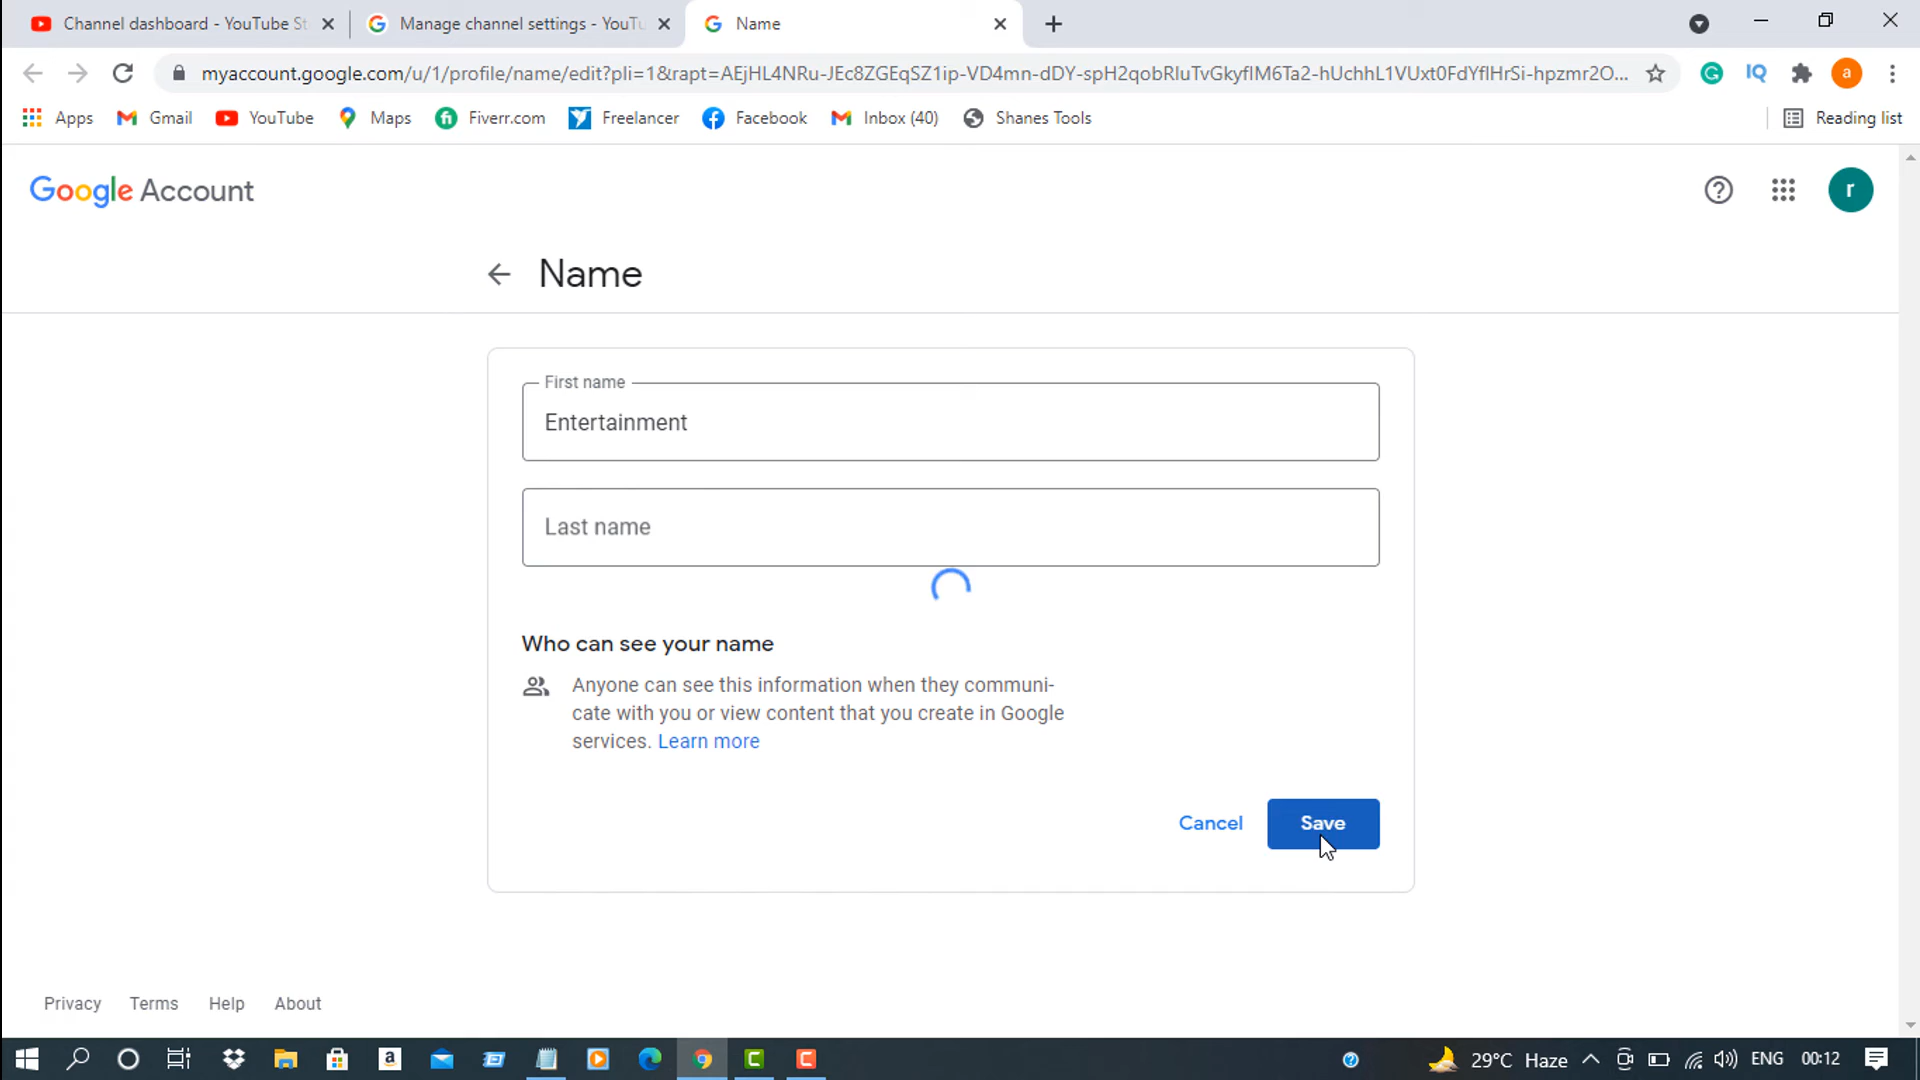 Channel dashboard - YouTube St
Manage channel settings - YouTu
Name
myaccount.google.com/u/1/profile/name/edit?pli=1&rapt=AEjHL4NRu-JEc8ZGEqSZ1ip-VD4mn-dDY-spH2qobRIuTvGkyfIM6Ta2-hUchhL1VUxt0FdYfIHrSi-hpzmr2O...
IQ
a
Apps
Gmail
YouTube
Maps
Fiverr.com
Freelancer
Facebook
Inbox (40)
Shanes Tools
Reading list
Google Account
r
Name
First name
Entertainment
Last name
Who can see your name
Anyone can see this information when they communi-
cate with you or view content that you create in Google
services. Learn more
Cancel
Save
Privacy
Terms
Help
About
29°C Haze
ENG
00:12